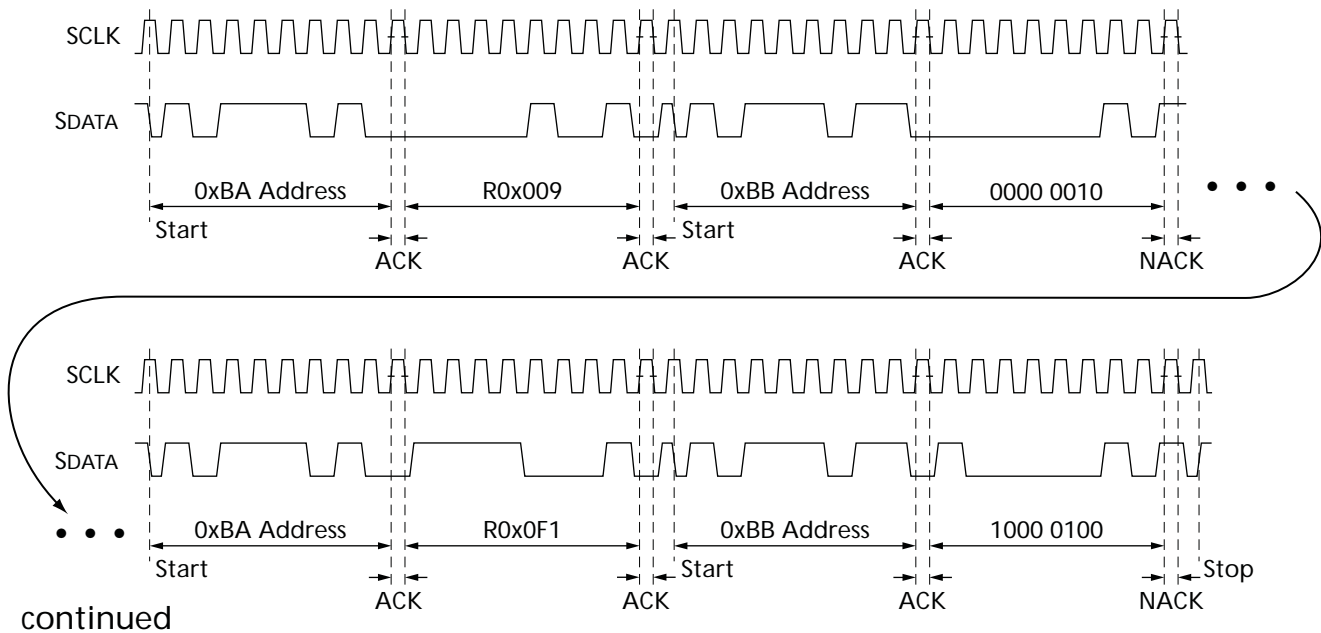 SCLK
SDATA
0xBA Address R0x009 0xBB Address 0000 0010 • • •
Start Start
ACK ACK ACK NACK
SCLK
SDATA
• • • 0xBA Address R0x0F1 0xBB Address 1000 0100
Start Start Stop
ACK ACK ACK NACK
continued